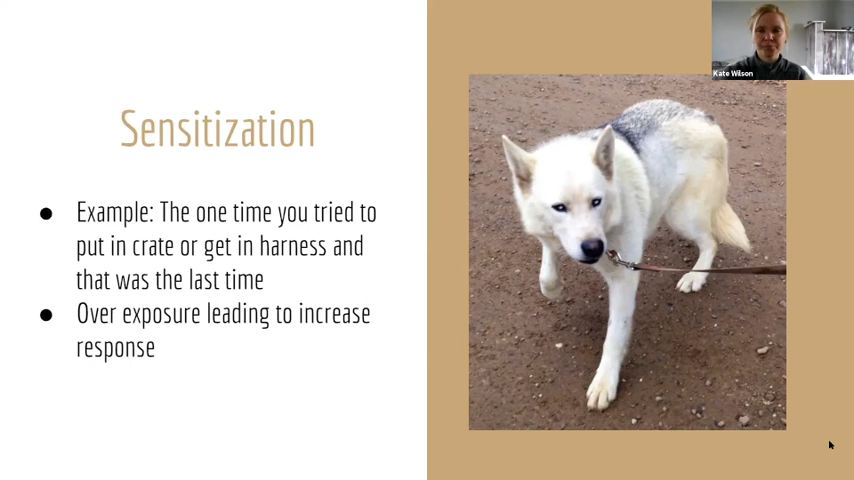 Kate Wilson
Sensitization
● Example: The one time you tried to
put in crate or get in harness and
that was the last time
● Over exposure leading to increase
response